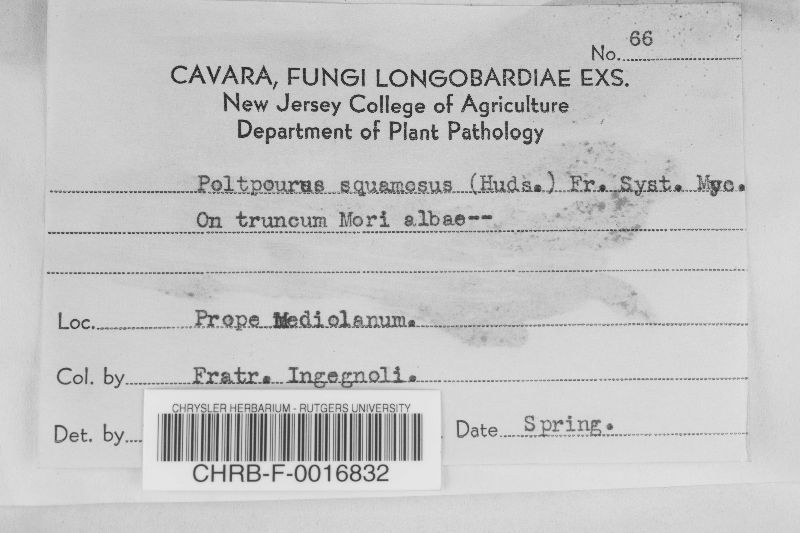 No. 66
CAVARA, FUNGI LONGOBARDIAE EXS.
New Jersey College of Agriculture
Department of Plant Pathology
Poltpourus squamosus (Huds.) Fr. Syst. Myc.
On truncum Mori albae--
Loc. Prope Mediolanum.
Col. by Fratr. Ingegnoli.
Det. by
Date Spring.
CHRYSLER HERBARIUM - RUTGERS UNIVERSITY
CHRB-F-0016832